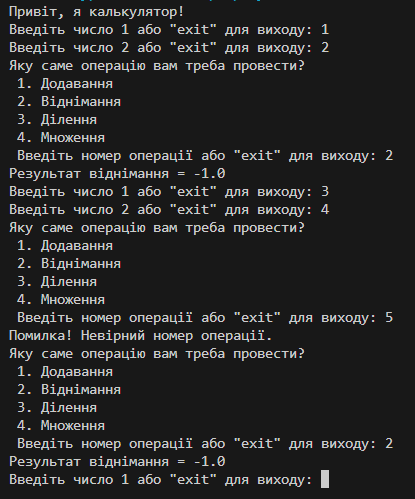 Привіт, я калькулятор!
Введіть число 1 або "exit" для виходу: 1
Введіть число 2 або "exit" для виходу: 2
Яку саме операцію вам треба провести?
1. Додавання
2. Віднімання
3. Ділення
4. Множення
Введіть номер операції або "exit" для виходу: 2
Результат віднімання = -1.0
Введіть число 1 або "exit" для виходу: 3
Введіть число 2 або "exit" для виходу: 4
Яку саме операцію вам треба провести?
1. Додавання
2. Віднімання
3. Ділення
4. Множення
Введіть номер операції або "exit" для виходу: 5
Помилка! Невірний номер операції.
Яку саме операцію вам треба провести?
1. Додавання
2. Віднімання
3. Ділення
4. Множення
Введіть номер операції або "exit" для виходу: 2
Результат віднімання = -1.0
Введіть число 1 або "exit" для виходу: